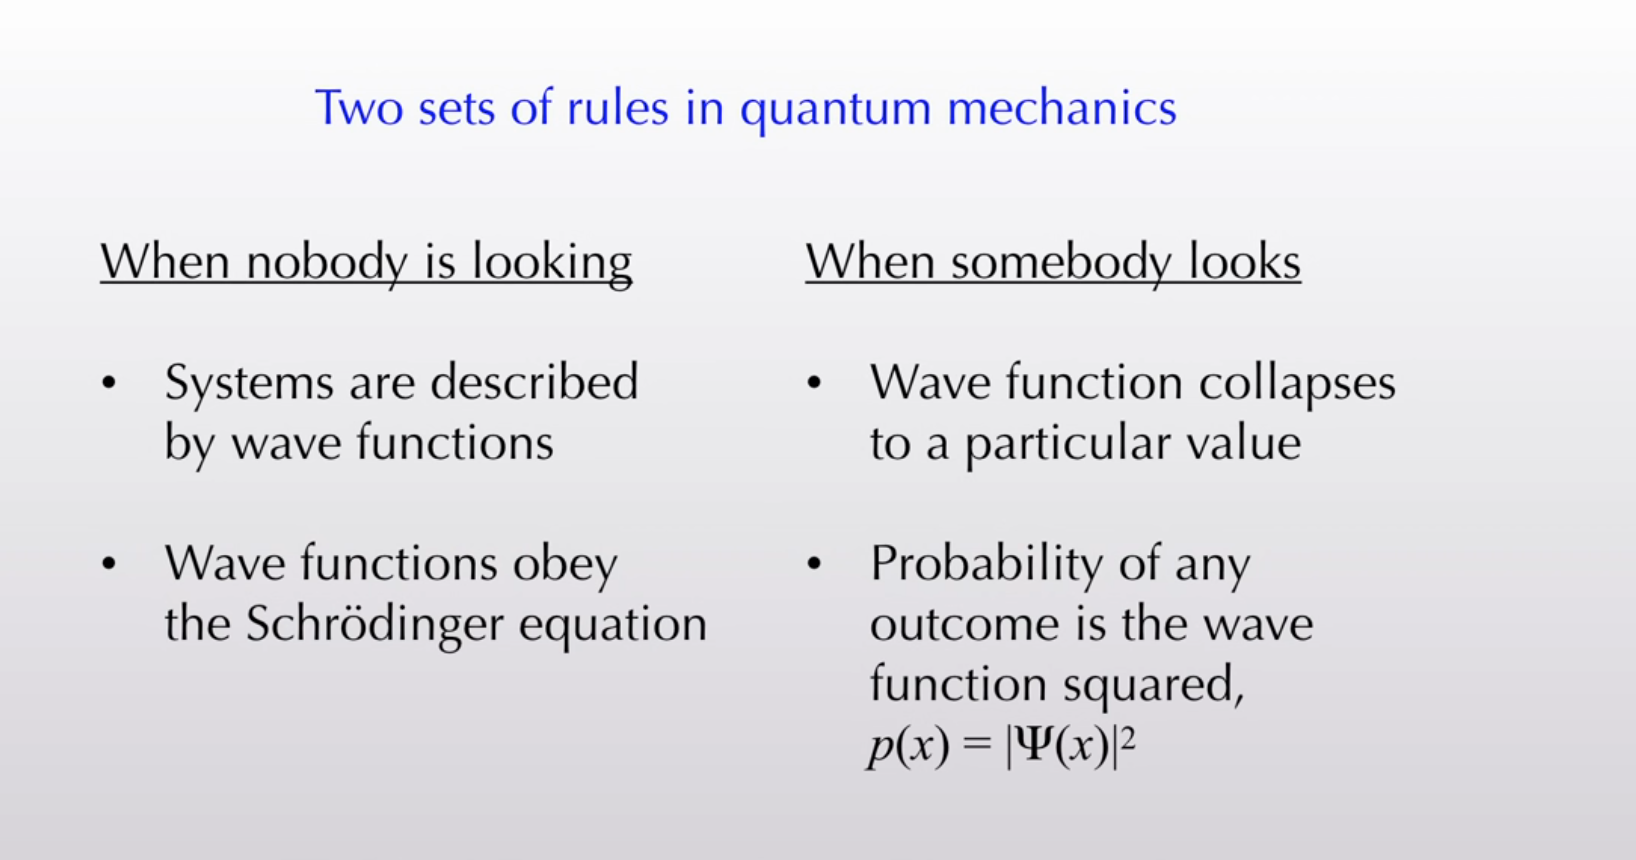 Two sets of rules in quantum mechanics
When nobody is looking
• Systems are described
by wave functions
• Wave functions obey
the Schrödinger equation
When somebody looks
• Wave function collapses
to a particular value
• Probability of any
outcome is the wave
function squared,
p(x) = |Ψ(x)|²